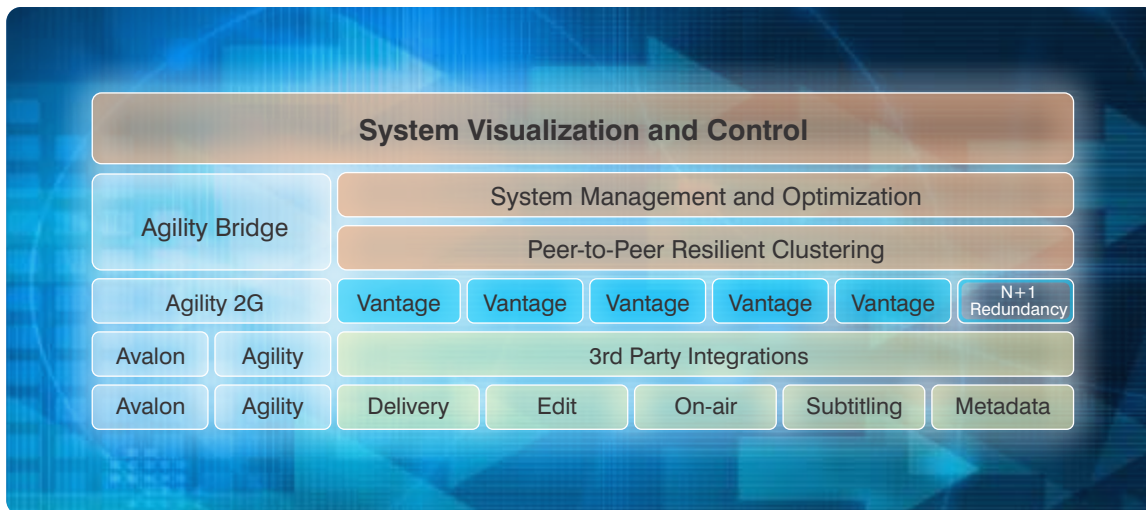 System Visualization and Control
Agility Bridge
System Management and Optimization
Peer-to-Peer Resilient Clustering
Agility 2G
Vantage
Vantage
Vantage
Vantage
Vantage
N+1
Redundancy
Avalon
Agility
3rd Party Integrations
Avalon
Agility
Delivery
Edit
On-air
Subtitling
Metadata